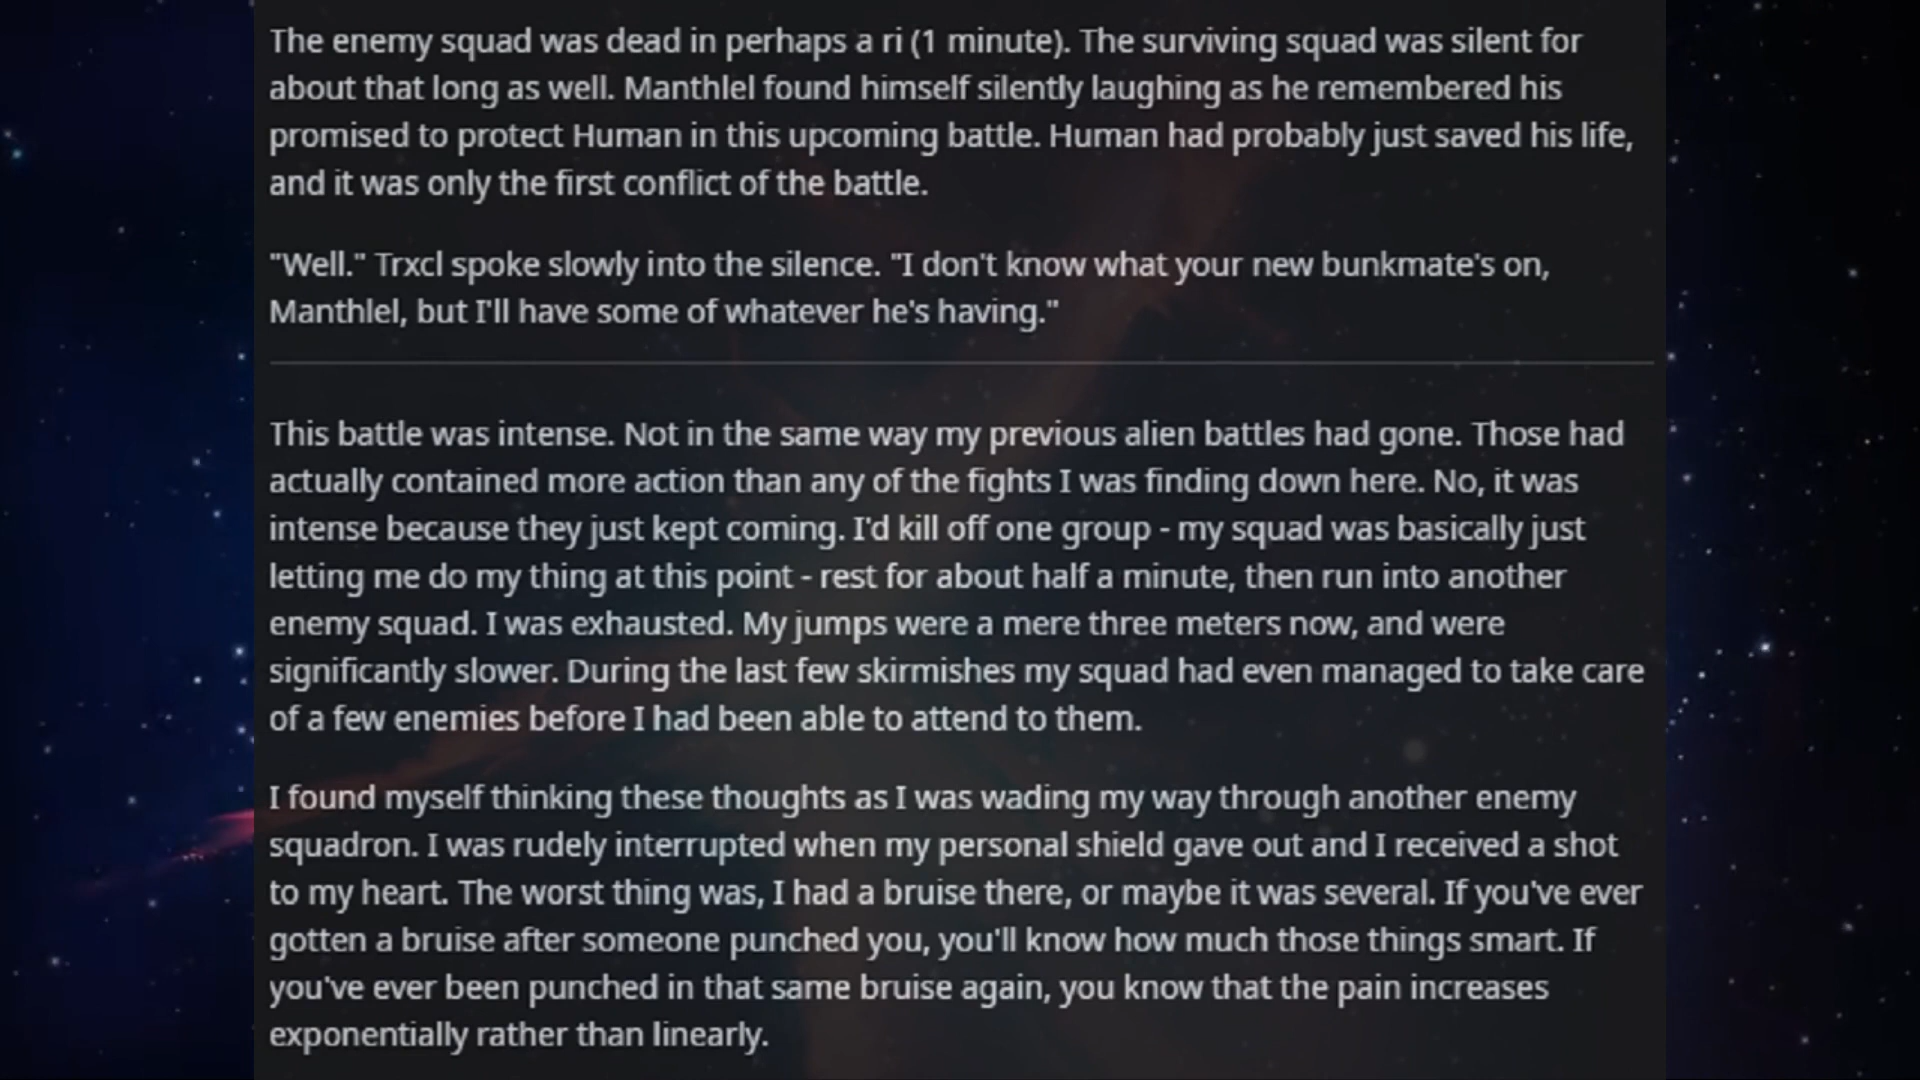 The enemy squad was dead in perhaps a ri (1 minute). The surviving squad was silent for
about that long as well. Manthlel found himself silently laughing as he remembered his
promised to protect Human in this upcoming battle. Human had probably just saved his life,
and it was only the first conflict of the battle.
"Well." Trxcl spoke slowly into the silence. "I don't know what your new bunkmate's on,
Manthlel, but I'll have some of whatever he's having."
This battle was intense. Not in the same way my previous alien battles had gone. Those had
actually contained more action than any of the fights I was finding down here. No, it was
intense because they just kept coming. I'd kill off one group - my squad was basically just
letting me do my thing at this point - rest for about half a minute, then run into another
enemy squad. I was exhausted. My jumps were a mere three meters now, and were
significantly slower. During the last few skirmishes my squad had even managed to take care
of a few enemies before I had been able to attend to them.
I found myself thinking these thoughts as I was wading my way through another enemy
squadron. I was rudely interrupted when my personal shield gave out and I received a shot
to my heart. The worst thing was, I had a bruise there, or maybe it was several. If you've ever
gotten a bruise after someone punched you, you'll know how much those things smart. If
you've ever been punched in that same bruise again, you know that the pain increases
exponentially rather than linearly.